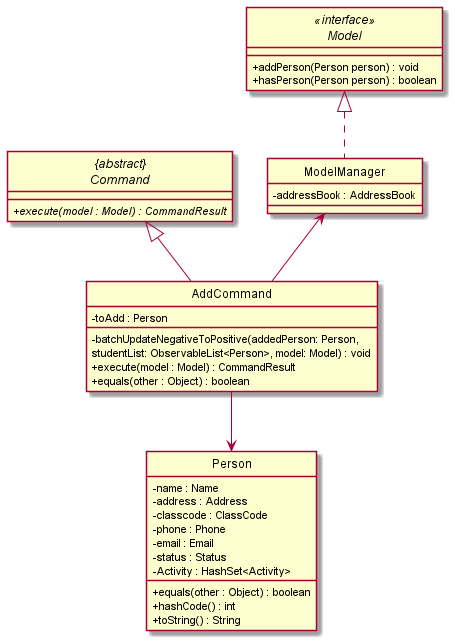 «interface»
Model
+addPerson(Person person) : void
+hasPerson(Person person) : boolean
{abstract}
Command
+execute(model : Model) : CommandResult
ModelManager
-addressBook : AddressBook
AddCommand
-toAdd : Person
-batchUpdateNegativeToPositive(addedPerson: Person,
studentList: ObservableList<Person>, model: Model) : void
+execute(model : Model) : CommandResult
+equals(other : Object) : boolean
Person
-name : Name
-address : Address
-classcode : ClassCode
-phone : Phone
-email : Email
-status : Status
-Activity : HashSet<Activity>
+equals(other : Object) : boolean
+hashCode() : int
+toString() : String